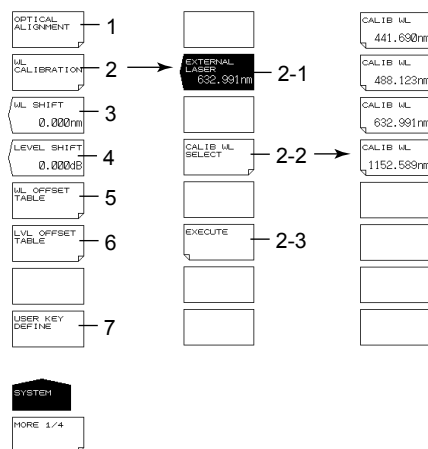 OPTICAL
ALIGNMENT
1
WL
CALIBRATION
2
WL SHIFT
0.000nm
3
LEVEL SHIFT
0.000dB
4
WL OFFSET
TABLE
5
LVL OFFSET
TABLE
6
USER KEY
DEFINE
7
SYSTEM
MORE 1/4
EXTERNAL
LASER
632.991nm
2-1
CALIB WL
SELECT
2-2
EXECUTE
2-3
CALIB WL
441.690nm
CALIB WL
488.123nm
CALIB WL
632.991nm
CALIB WL
1152.589nm